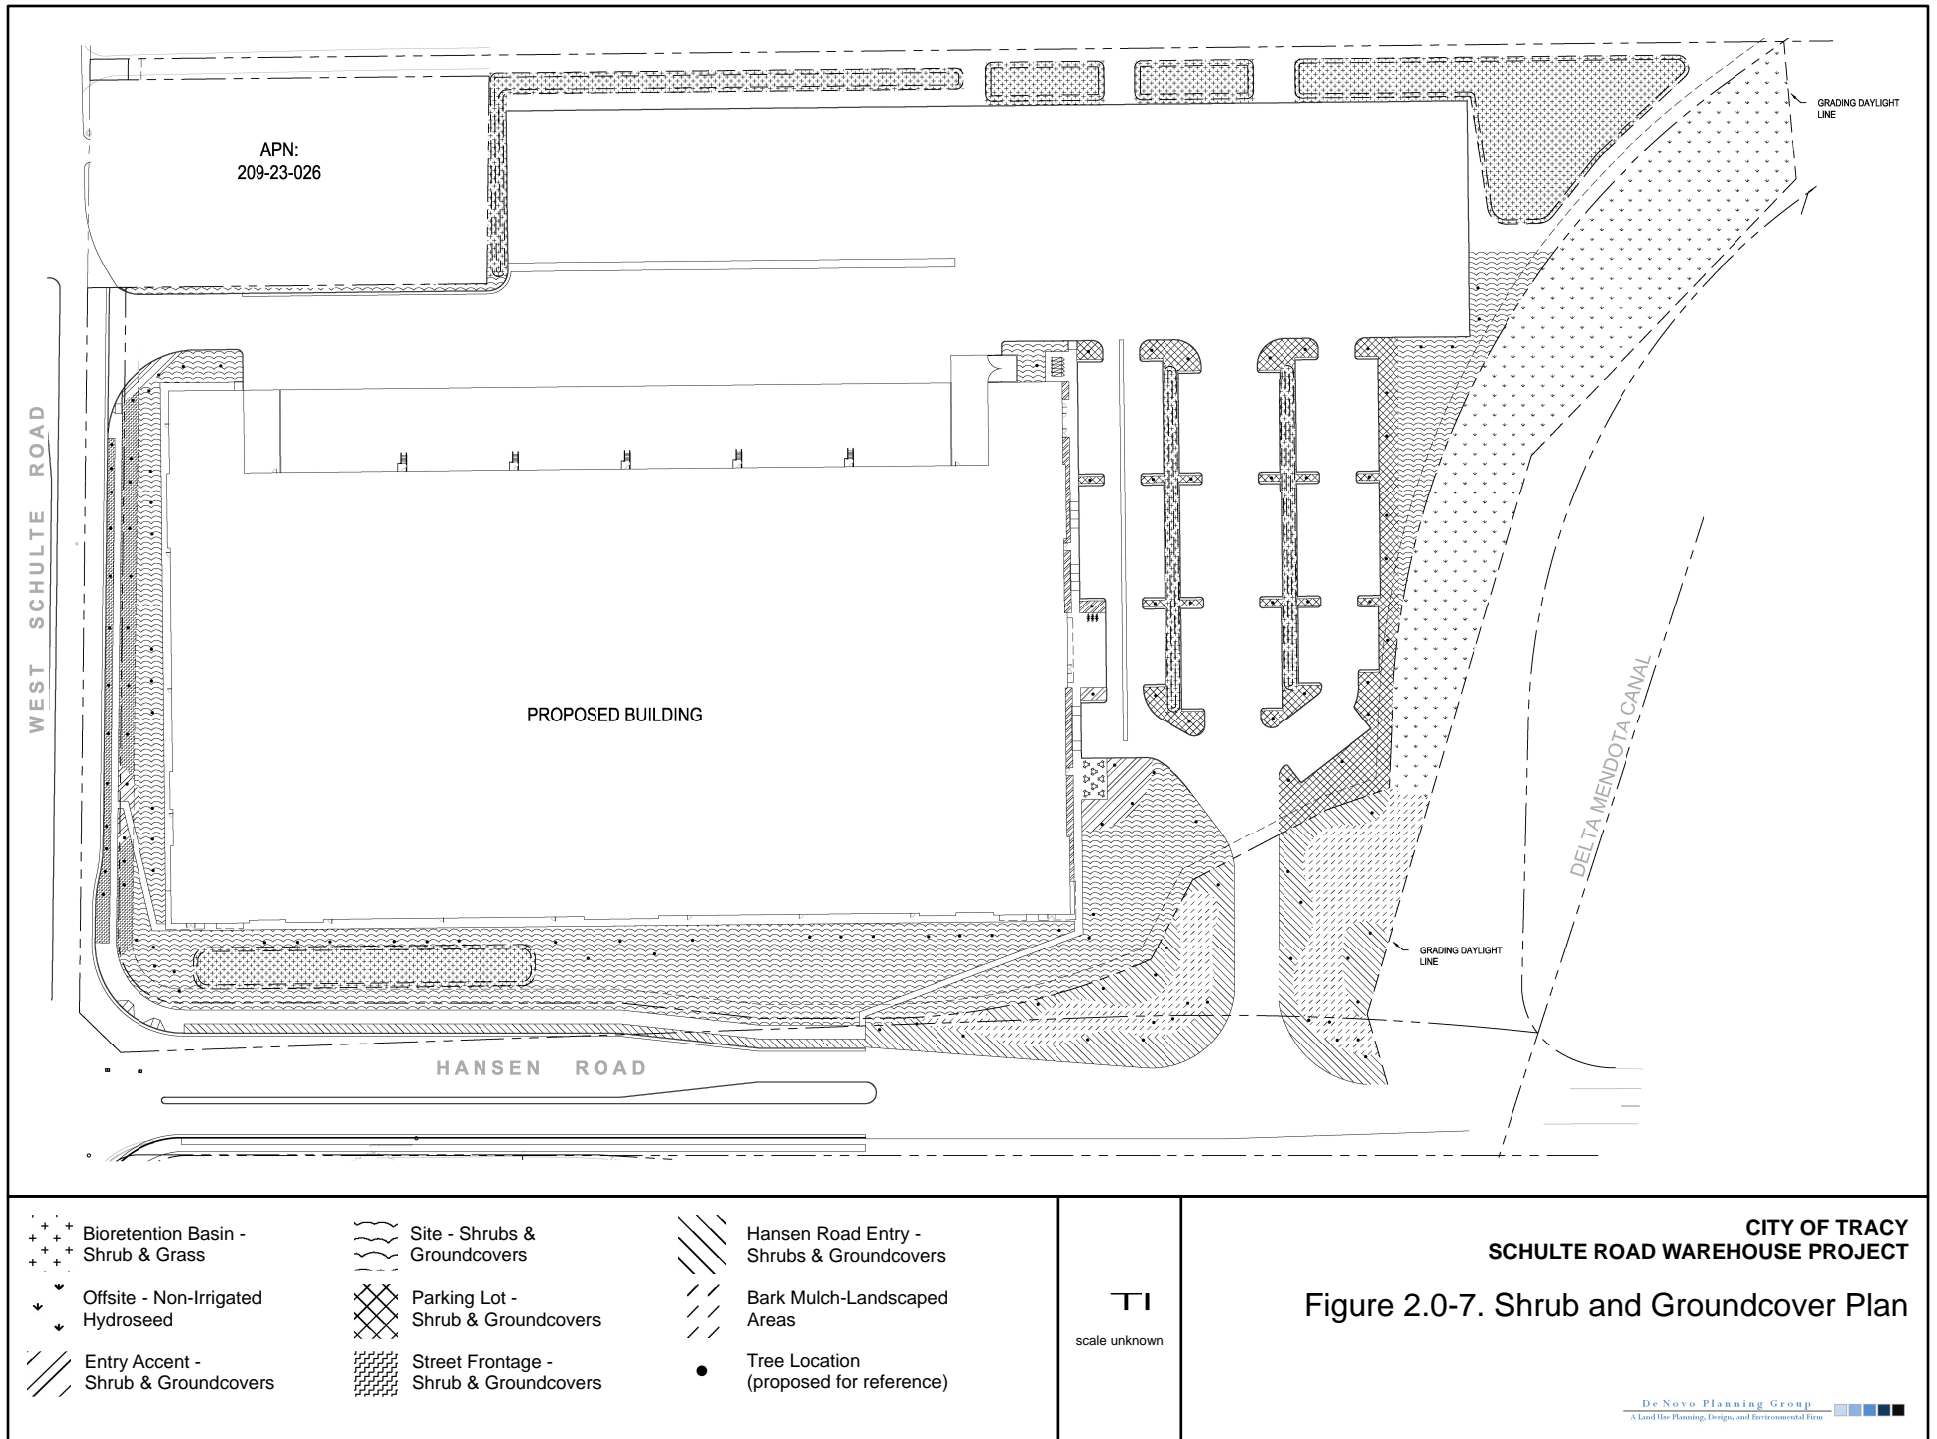 GRADING DAYLIGHT
LINE
APN:
209-23-026
WEST SCHULTE ROAD
PROPOSED BUILDING
DELTA MENDOTA CANAL
GRADING DAYLIGHT
LINE
HANSEN ROAD
Bioretention Basin -
Shrub & Grass
Offsite - Non-Irrigated
Hydroseed
Entry Accent -
Shrub & Groundcovers
Site - Shrubs &
Groundcovers
Parking Lot -
Shrub & Groundcovers
Street Frontage -
Shrub & Groundcovers
Hansen Road Entry -
Shrubs & Groundcovers
Bark Mulch-Landscaped
Areas
Tree Location
(proposed for reference)
scale unknown
CITY OF TRACY
SCHULTE ROAD WAREHOUSE PROJECT
Figure 2.0-7. Shrub and Groundcover Plan
De Novo Planning Group
A Land Use Planning, Design, and Environmental Firm